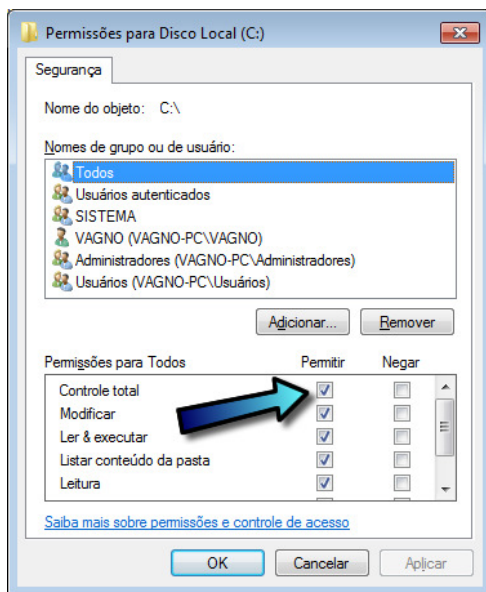 Permissões para Disco Local (C:)
Segurança
Nome do objeto: C:\
Nomes de grupo ou de usuário:
Todos
Usuários autenticados
SISTEMA
VAGNO (VAGNO-PC\VAGNO)
Administradores (VAGNO-PC\Administradores)
Usuários (VAGNO-PC\Usuários)
Adicionar... Remover
Permissões para Todos Permitir Negar
Controle total
Modificar
Ler & executar
Listar conteúdo da pasta
Leitura
Saiba mais sobre permissões e controle de acesso
OK Cancelar Aplicar